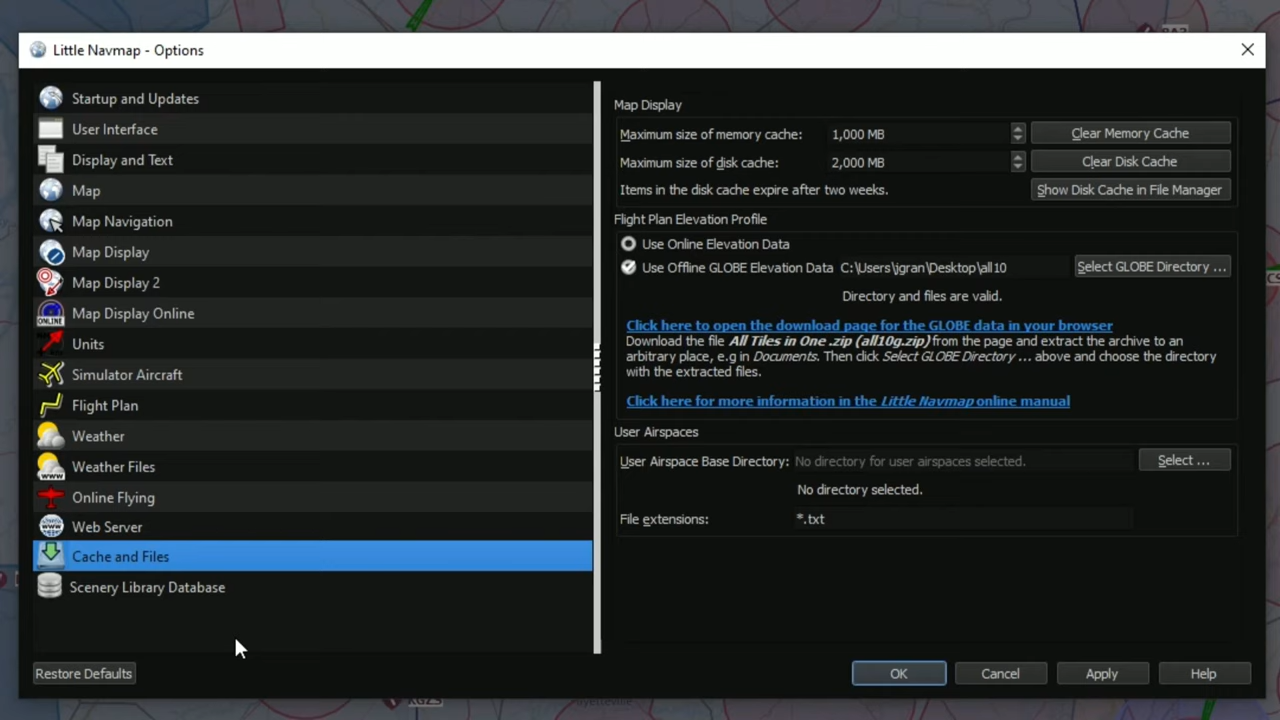 Little Navmap - Options
Startup and Updates
User Interface
Display and Text
Map
Map Navigation
Map Display
Map Display 2
ONLINE
Map Display Online
Units
Simulator Aircraft
Flight Plan
Weather
WWW
Weather Files
Online Flying
WWW
Web Server
Cache and Files
Scenery Library Database
Restore Defaults
Map Display
Maximum size of memory cache: 1,000 MB Clear Memory Cache
Maximum size of disk cache: 2,000 MB Clear Disk Cache
Items in the disk cache expire after two weeks. Show Disk Cache in File Manager
Flight Plan Elevation Profile
Use Online Elevation Data
Use Offline GLOBE Elevation Data C:\Users\jgran\Desktop\all10 Select GLOBE Directory ...
Directory and files are valid.
Click here to open the download page for the GLOBE data in your browser
Download the file All Tiles in One .zip (all10g.zip) from the page and extract the archive to an
arbitrary place, e.g in Documents. Then click Select GLOBE Directory ... above and choose the directory
with the extracted files.
Click here for more information in the Little Navmap online manual
User Airspaces
User Airspace Base Directory: No directory for user airspaces selected. Select ...
No directory selected.
File extensions: *.txt
OK Cancel Apply Help